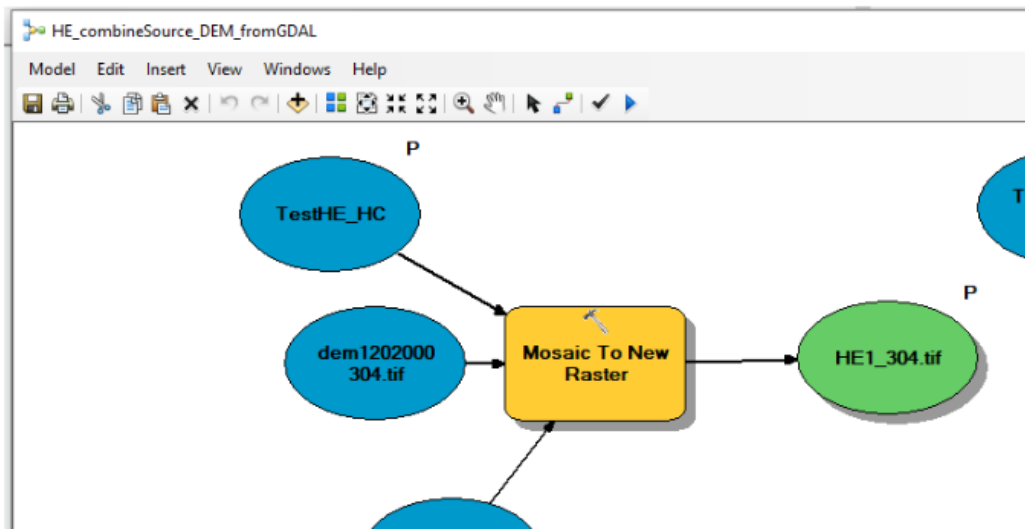 HE_combineSource_DEM_fromGDAL
Model Edit Insert View Windows Help
P
TestHE_HC
T
P
dem1202000
304.tif
Mosaic To New
Raster
HE1_304.tif